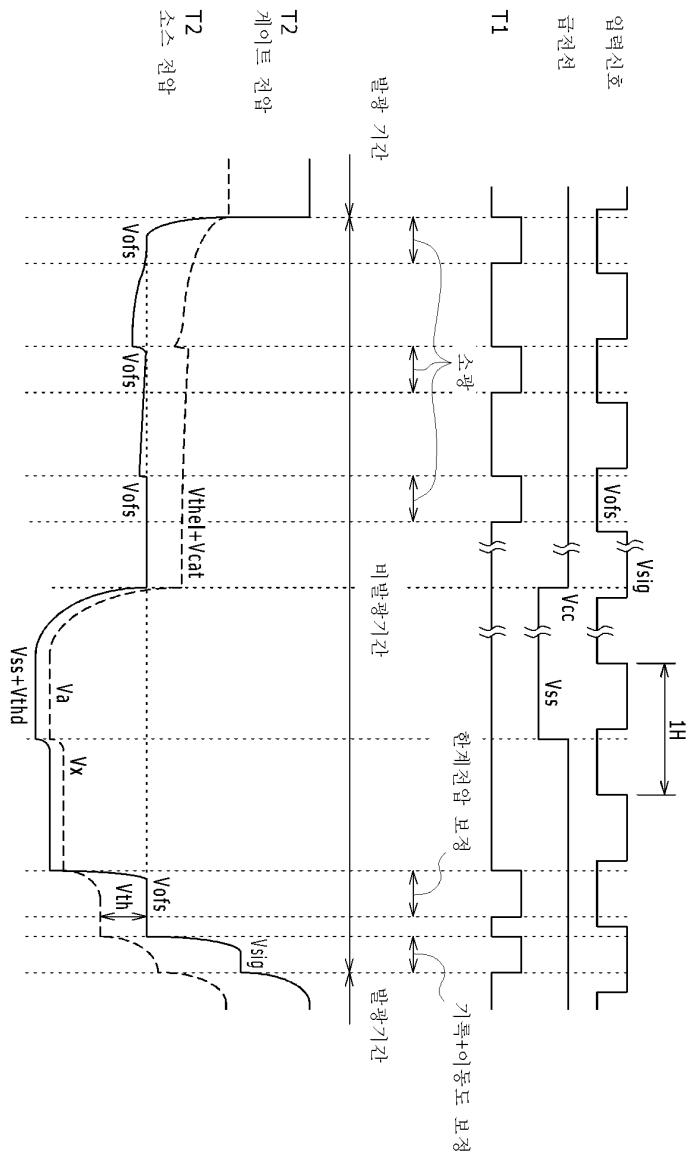 1H
입력신호
Vsig
Vofs
급전선
Vcc
Vss
T1
소광
한계전압 보정
기록+이동도 보정
발광 기간
비발광기간
발광기간
T2
게이트 전압
T2
소스 전압
Vsig
Vthel+Vcat
Vofs
Vofs
Vofs
Vofs
Vth
Vx
Va
Vss+Vthd